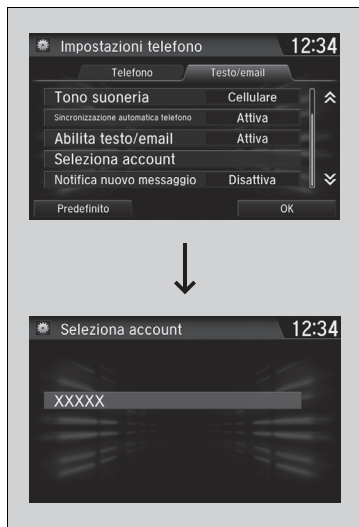 Impostazioni telefono 12:34
Telefono Testo/email
Tono suoneria Cellulare
Sincronizzazione automatica telefono Attiva
Abilita testo/email Attiva
Seleziona account
Notifica nuovo messaggio Disattiva
Predefinito OK
Seleziona account 12:34
XXXXX